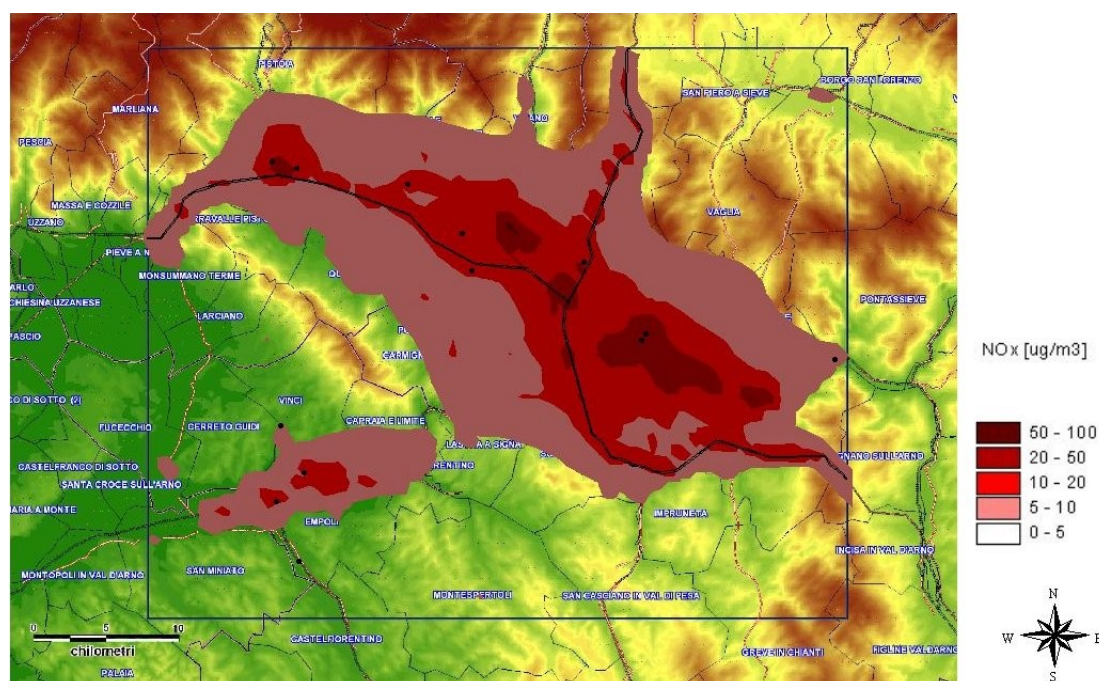 PISTOIA
BORGO SAN LORENZO
SAN PIERO A SIEVE
MARLIANA
PESCIA
MASSA E COZZILE
UZZANO
VAGLIA
PIEVE A N
MONSUMMANO TERME
CHIESINA UZZANESE
PONTASSIEVE
LARCIANO
CARMIGN
VINCI
CAPRAIA E LIMITE
FUCECCHIO
CERRETO GUIDI
CASTELFRANCO DI SOTTO
SANTA CROCE SULL'ARNO
GNANO SULL'ARNO
EMPOLI
IMPRUNETA
INCISA IN VAL D'ARNO
MONTOPOLI IN VAL D'ARNO
SAN MINIATO
MONTESPERTOLI
SAN CASCIANO IN VAL DI PESA
CASTELFIORENTINO
GREVE IN CHIANTI
FIGLINE VALDARNO
PALAIA
0 5 10
chilometri
NOx [ug/m3]
50 - 100
20 - 50
10 - 20
5 - 10
0 - 5
N
W E
S